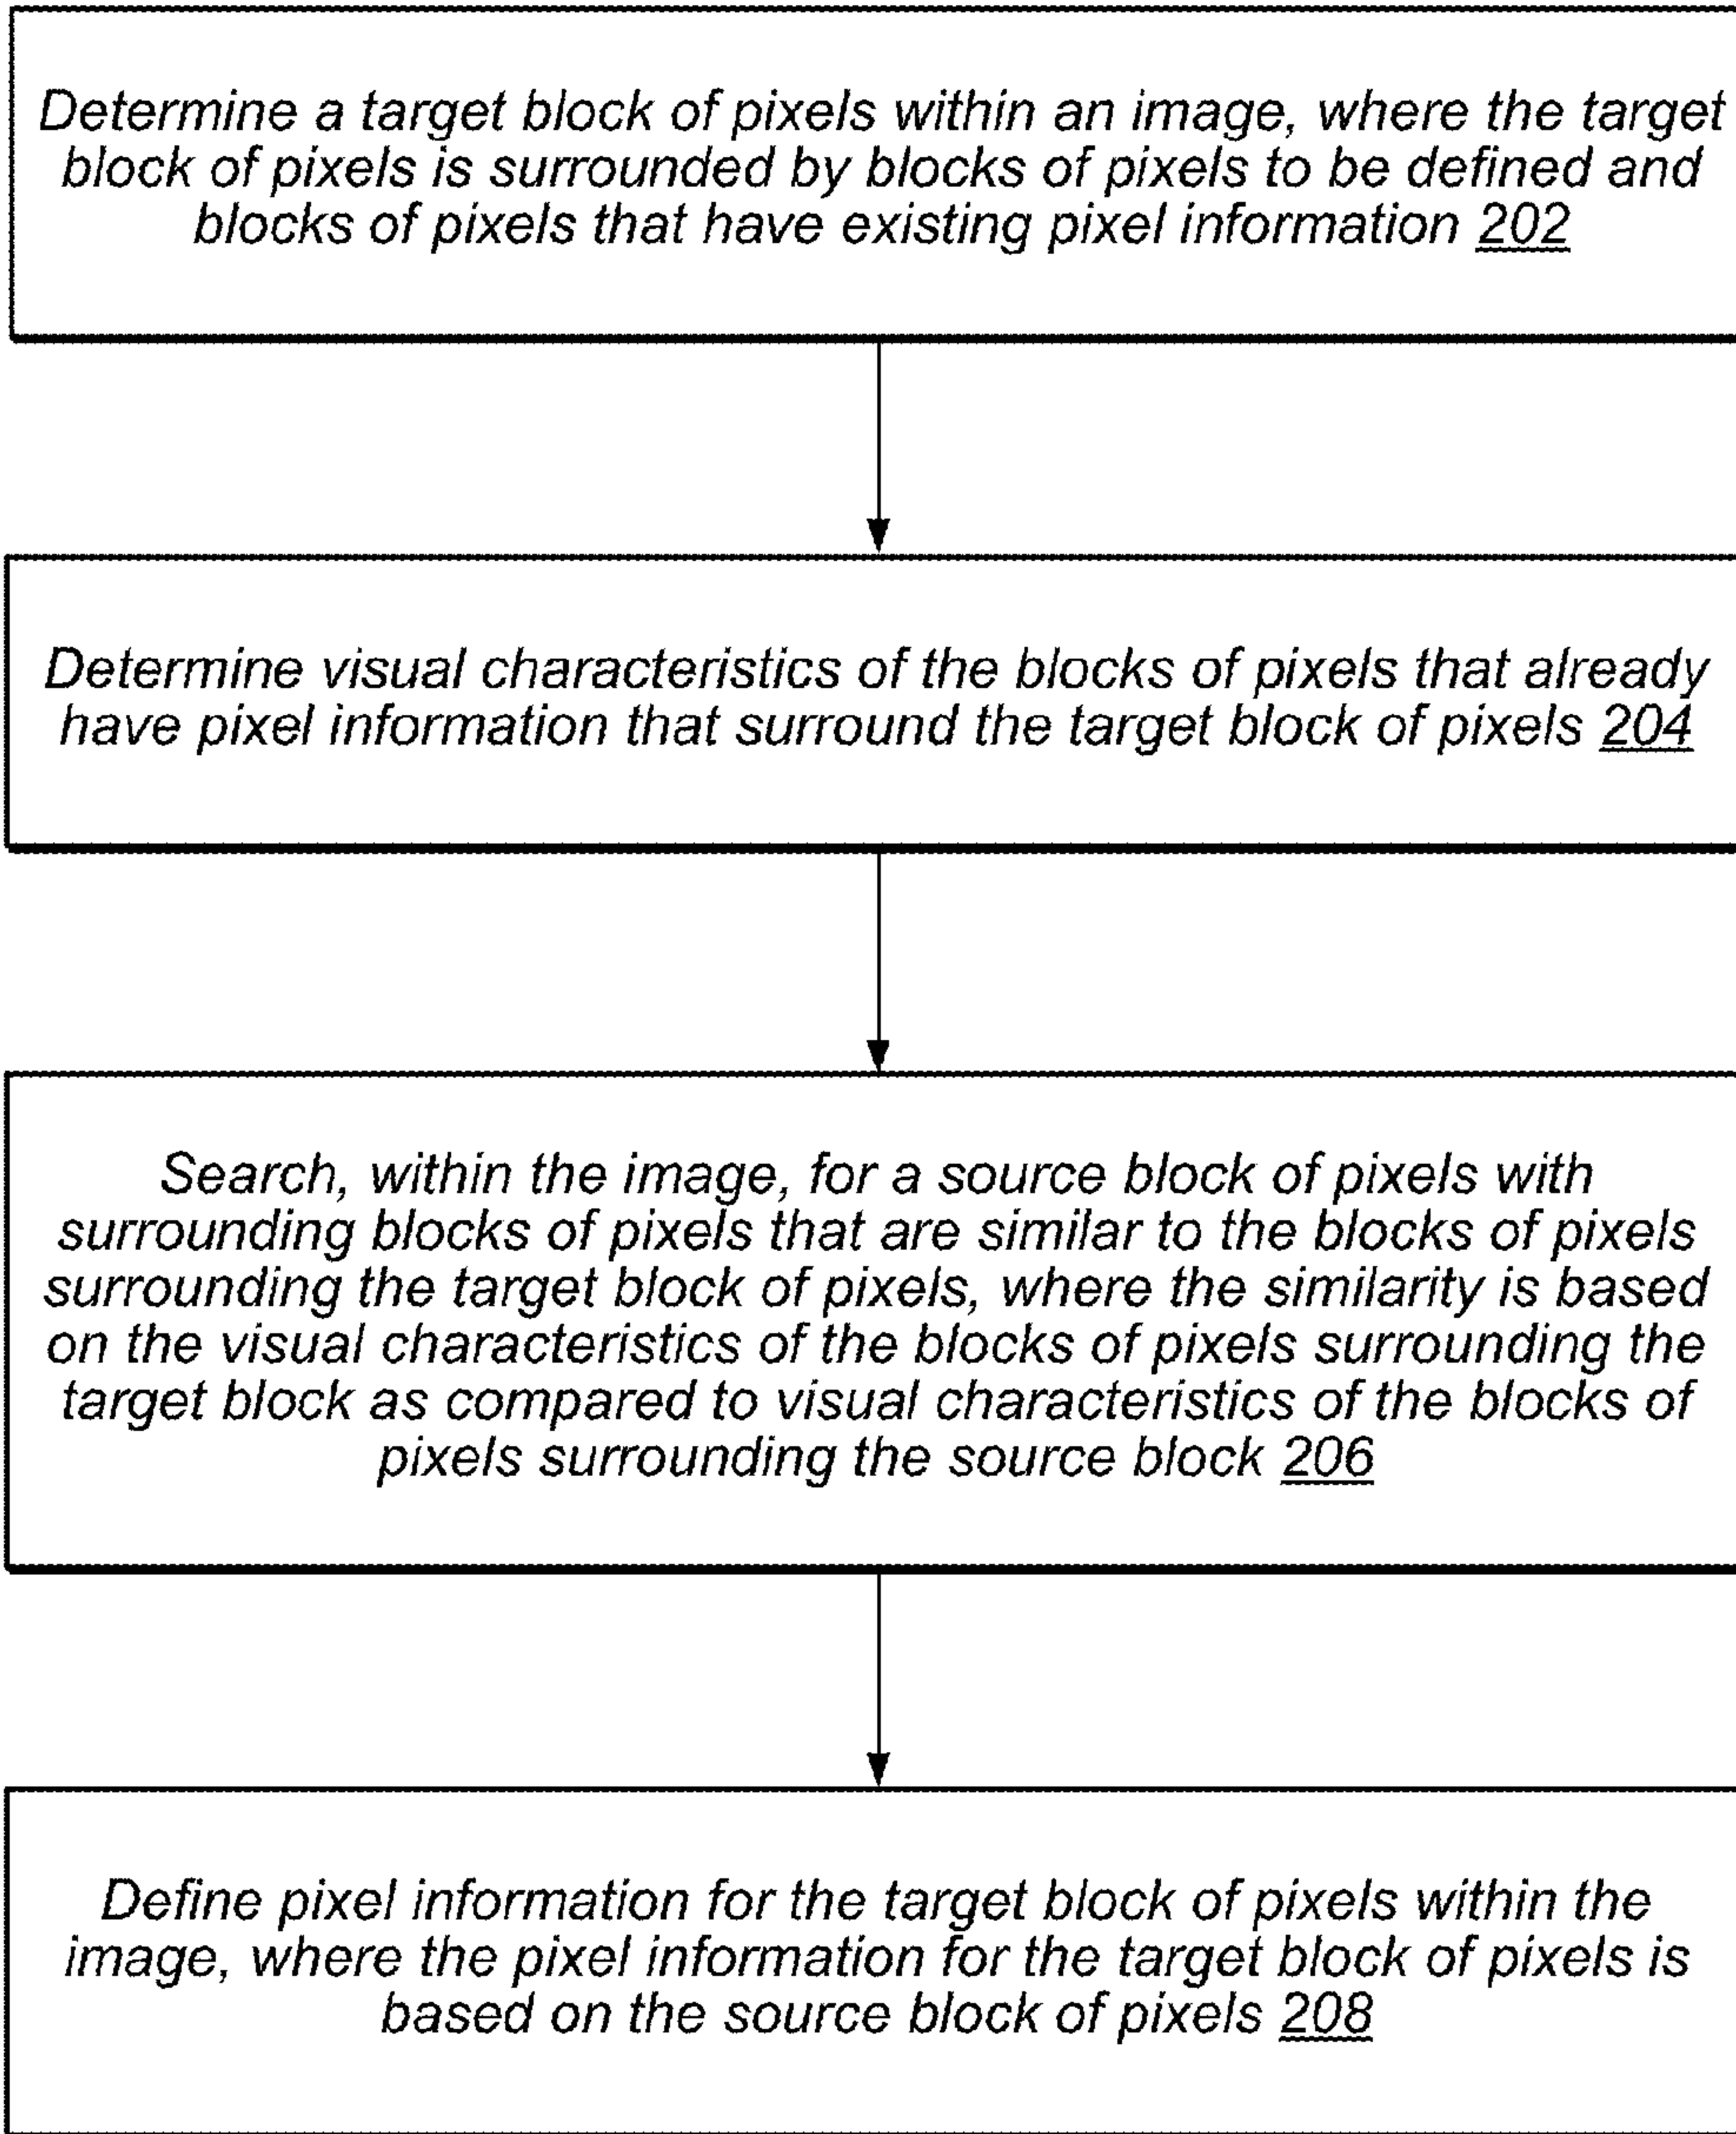 Determine a target block of pixels within an image, where the target
block of pixels is surrounded by blocks of pixels to be defined and
blocks of pixels that have existing pixel information 202
Determine visual characteristics of the blocks of pixels that already
have pixel information that surround the target block of pixels 204
Search, within the image, for a source block of pixels with
surrounding blocks of pixels that are similar to the blocks of pixels
surrounding the target block of pixels, where the similarity is based
on the visual characteristics of the blocks of pixels surrounding the
target block as compared to visual characteristics of the blocks of
pixels surrounding the source block 206
Define pixel information for the target block of pixels within the
image, where the pixel information for the target block of pixels is
based on the source block of pixels 208